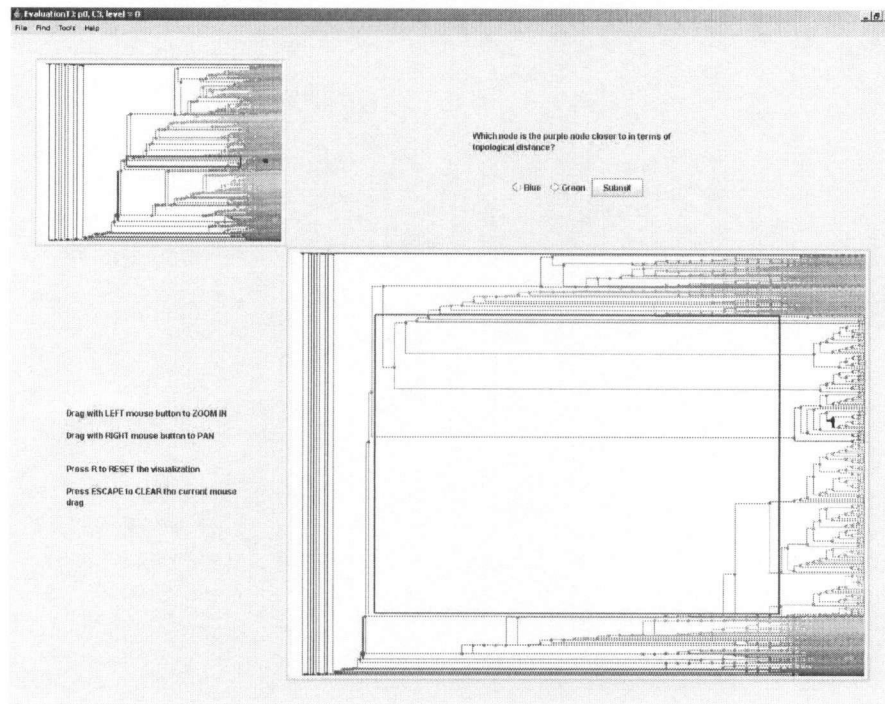 EvaluationT3: p0, C3, level = 0
File Find Tools Help
Which node is the purple node closer to in terms of
topological distance?
Blue Green Submit
Drag with LEFT mouse button to ZOOM IN
Drag with RIGHT mouse button to PAN
Press R to RESET the visualization
Press ESCAPE to CLEAR the current mouse
drag